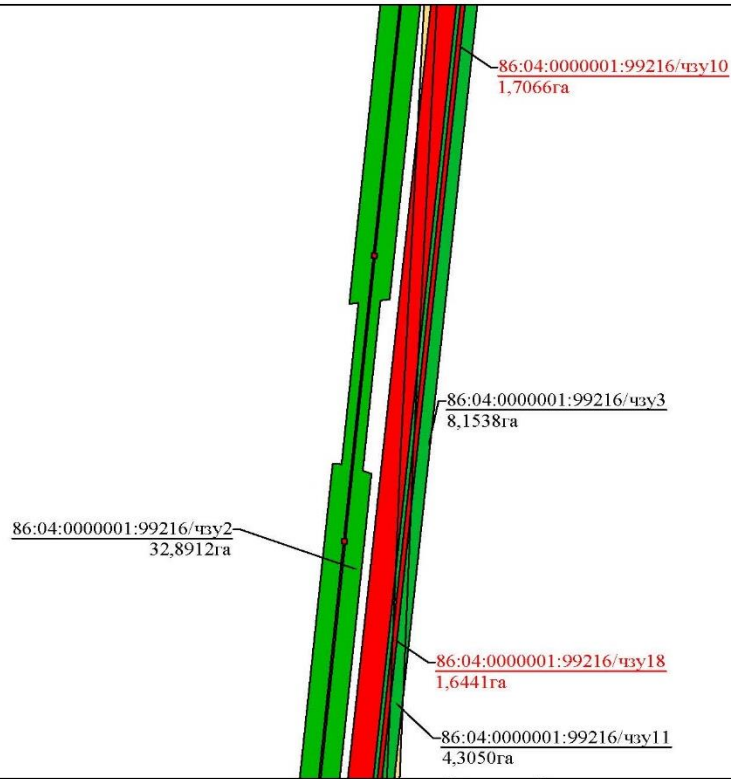 86:04:0000001:99216/чзу10
1,7066га
86:04:0000001:99216/чзу3
8,1538га
86:04:0000001:99216/чзу2
32,8912га
86:04:0000001:99216/чзу18
1,6441га
86:04:0000001:99216/чзу11
4,3050га